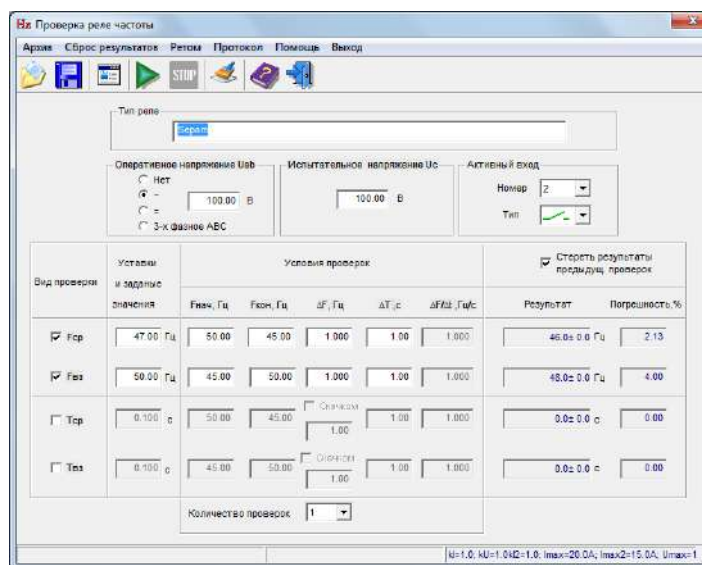 Hz Проверка реле частоты
Архив Сброс результатов Ретом Протокол Помощь Выход
STOP
Тип реле
Sepam
Оперативное напряжение Uab Испытательное напряжение Uc Активный вход
Нет
~ 100.00 В 100.00 В Номер 2
= Тип
3-х фазное ABC
Вид проверки Уставки и заданые значения Условия проверок Стереть результаты предыдущ. проверок
Fнач, Гц Fкон, Гц ΔF, Гц ΔT, с ΔF/Δt, Гц/с Результат Погрешность,%
Fср 47.00 Гц 50.00 45.00 1.000 1.00 1.000 46.0± 0.0 Гц 2.13
Fвз 50.00 Гц 45.00 50.00 1.000 1.00 1.000 48.0± 0.0 Гц 4.00
Скачком
Tср 0.100 с 50.00 45.00 1.00 1.00 1.000 0.0± 0.0 с 0.00
Скачком
Tвз 0.100 с 45.00 50.00 1.00 1.00 1.000 0.0± 0.0 с 0.00
Количество проверок 1
kI=1.0; kU=1.0kI2=1.0; Imax=20.0A; Imax2=15.0A; Umax=1